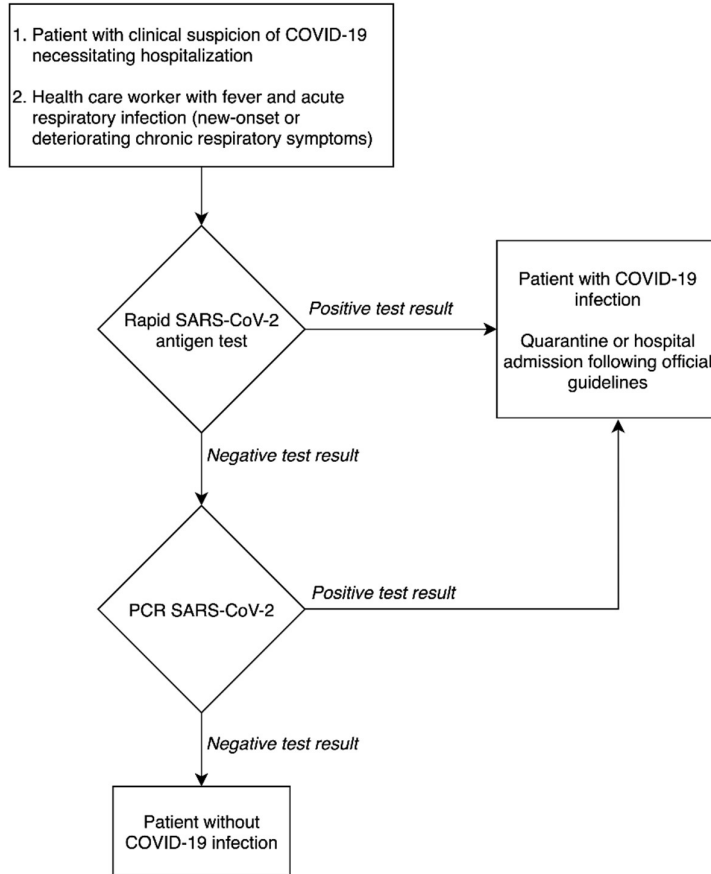 1. Patient with clinical suspicion of COVID-19
necessitating hospitalization
2. Health care worker with fever and acute
respiratory infection (new-onset or
deteriorating chronic respiratory symptoms)
Rapid SARS-CoV-2
antigen test
Positive test result
Patient with COVID-19
infection
Quarantine or hospital
admission following official
guidelines
Negative test result
PCR SARS-CoV-2
Positive test result
Negative test result
Patient without
COVID-19 infection